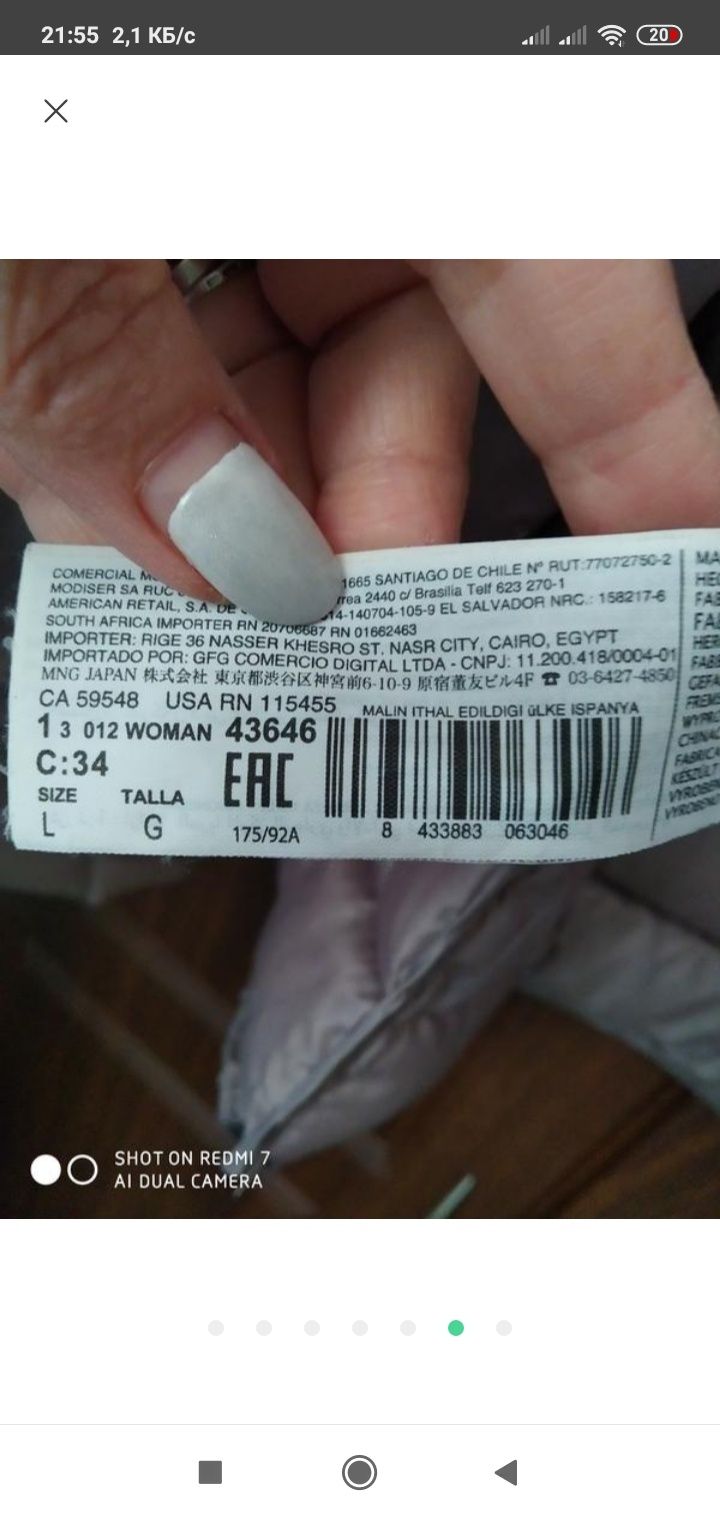 21:55 2,1 КБ/с
20
COMERCIAL
1665 SANTIAGO DE CHILE Nº RUT:77072750-2
MODISER SA RUC
rrea 2440 c/ Brasilia Telf 623 270-1
AMERICAN RETAIL, S.A. DE
14-140704-105-9 EL SALVADOR NRC.: 158217-6
SOUTH AFRICA IMPORTER RN 20706687 RN 01662463
IMPORTER: RIGE 36 NASSER KHESRO ST. NASR CITY, CAIRO, EGYPT
IMPORTADO POR: GFG COMERCIO DIGITAL LTDA - CNPJ: 11.200.418/0004-01
MNG JAPAN 株式会社 東京都渋谷区神宮前6-10-9 原宿董友ビル4F ☎ 03-6427-4850
CA 59548 USA RN 115455
MALIN ITHAL EDILDIGI üLKE ISPANYA
13 012 WOMAN 43646
C:34
EAC
SIZE TALLA
L G
175/92A
8 433883 063046
SHOT ON REDMI 7
AI DUAL CAMERA